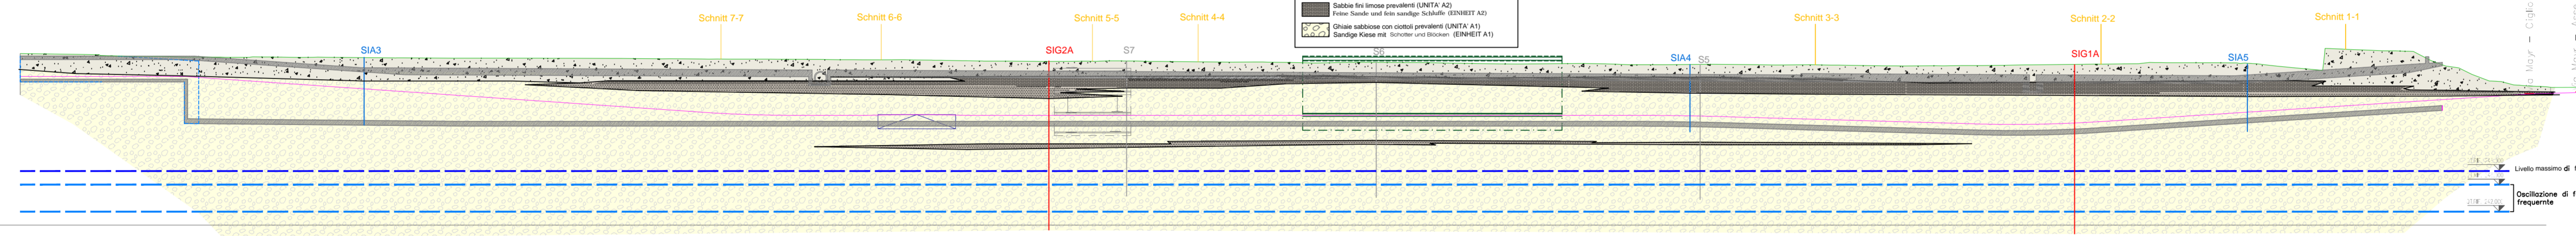 Sabbie fini limose prevalenti (UNITA' A2)
Feine Sande und fein sandige Schluffe (EINHEIT A2)
Ghiaie sabbiose con ciottoli prevalenti (UNITA' A1)
Sandige Kiese mit Schotter und Blöcken (EINHEIT A1)
Schnitt 7-7
Schnitt 6-6
Schnitt 5-5
Schnitt 4-4
Schnitt 3-3
Schnitt 2-2
Schnitt 1-1
SIA3
SIG2A
S7
S6
SIA4
S5
SIG1A
SIA5
Mayr - Ciglio
Livello massimo di
Oscillazione di
frequernte